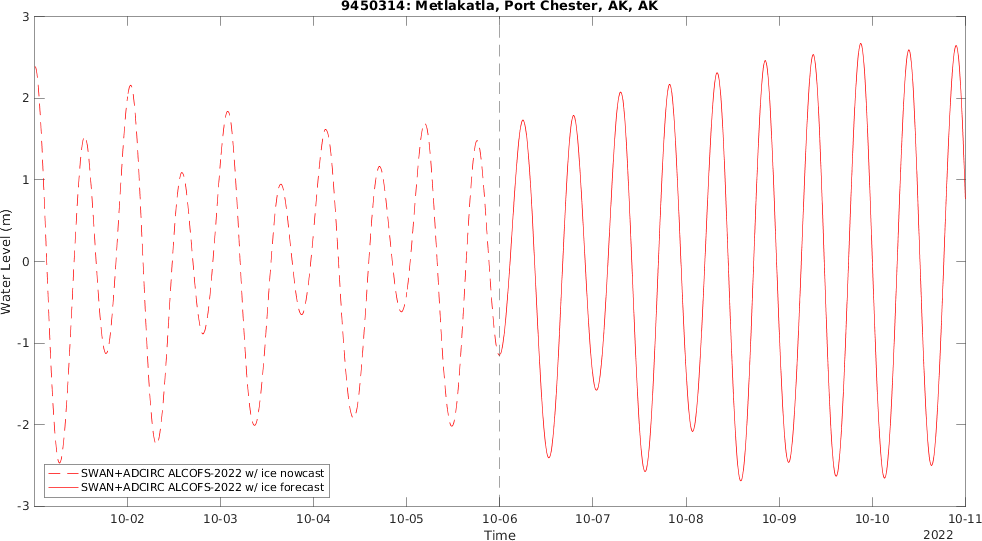 9450314: Metlakatla, Port Chester, AK, AK
3
2
1
0
-1
-2
-3
Water Level (m)
SWAN+ADCIRC ALCOFS-2022 w/ ice nowcast
SWAN+ADCIRC ALCOFS-2022 w/ ice forecast
10-02 10-03 10-04 10-05 10-06 10-07 10-08 10-09 10-10 10-11
Time
2022